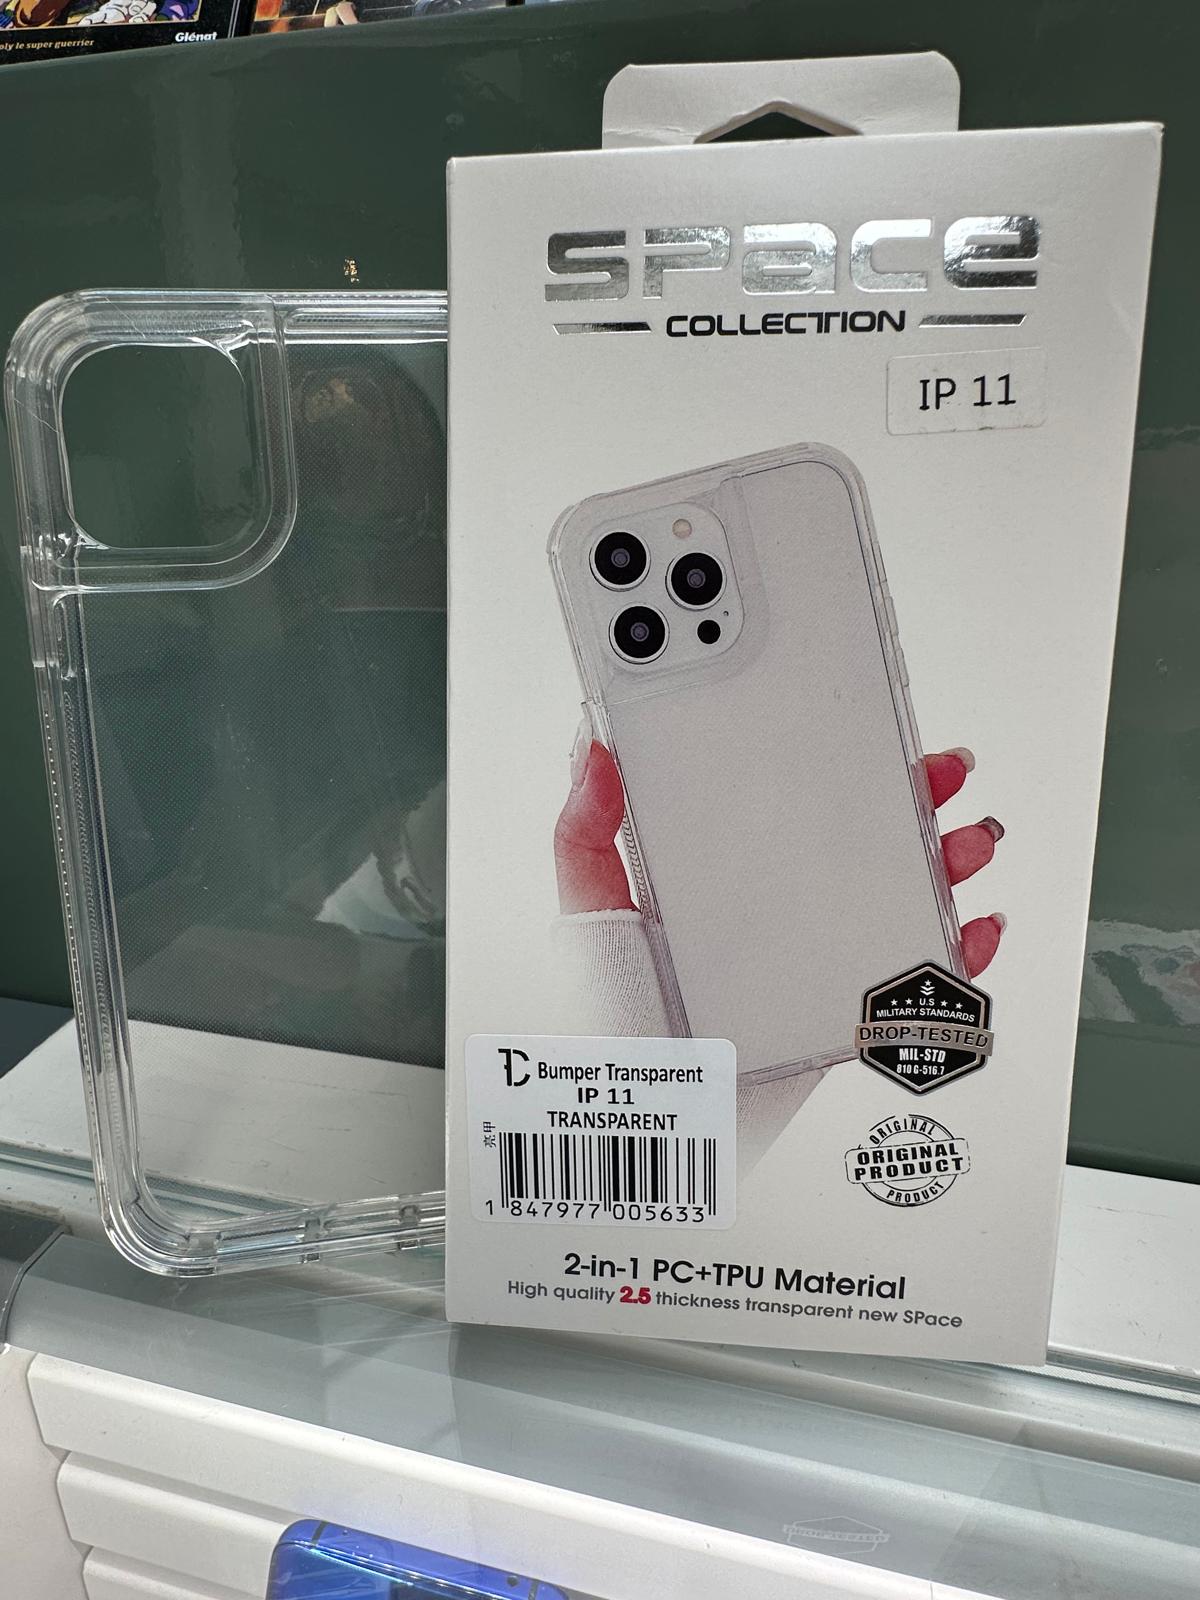 oly le super guerrier
Glénat
SPace
COLLECTION
IP 11
★ ★ U.S ★ ★
MILITARY STANDARDS
DROP-TESTED
MIL-STD
810 G-516.7
Bumper Transparent
IP 11
TRANSPARENT
亮甲
1 847977 005633
ORIGINAL
ORIGINAL
PRODUCT
PRODUCT
2-in-1 PC+TPU Material
High quality 2.5 thickness transparent new SPace
DROP-TESTED